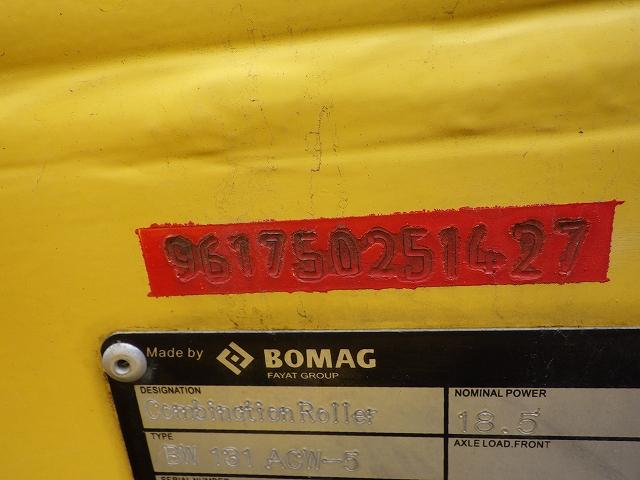 961750251427
Made by BOMAG
FAYAT GROUP
DESIGNATION
NOMINAL POWER
Combination Roller
18.5
TYPE
AXLE LOAD.FRONT
BW 131 ACW-5